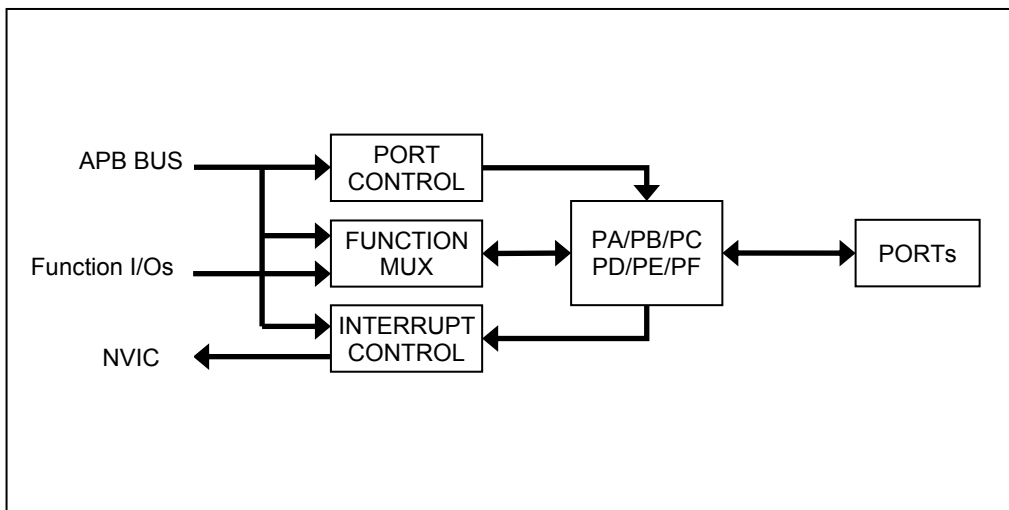 APB BUS
PORT
CONTROL
Function I/Os
FUNCTION
MUX
PA/PB/PC
PD/PE/PF
PORTs
NVIC
INTERRUPT
CONTROL